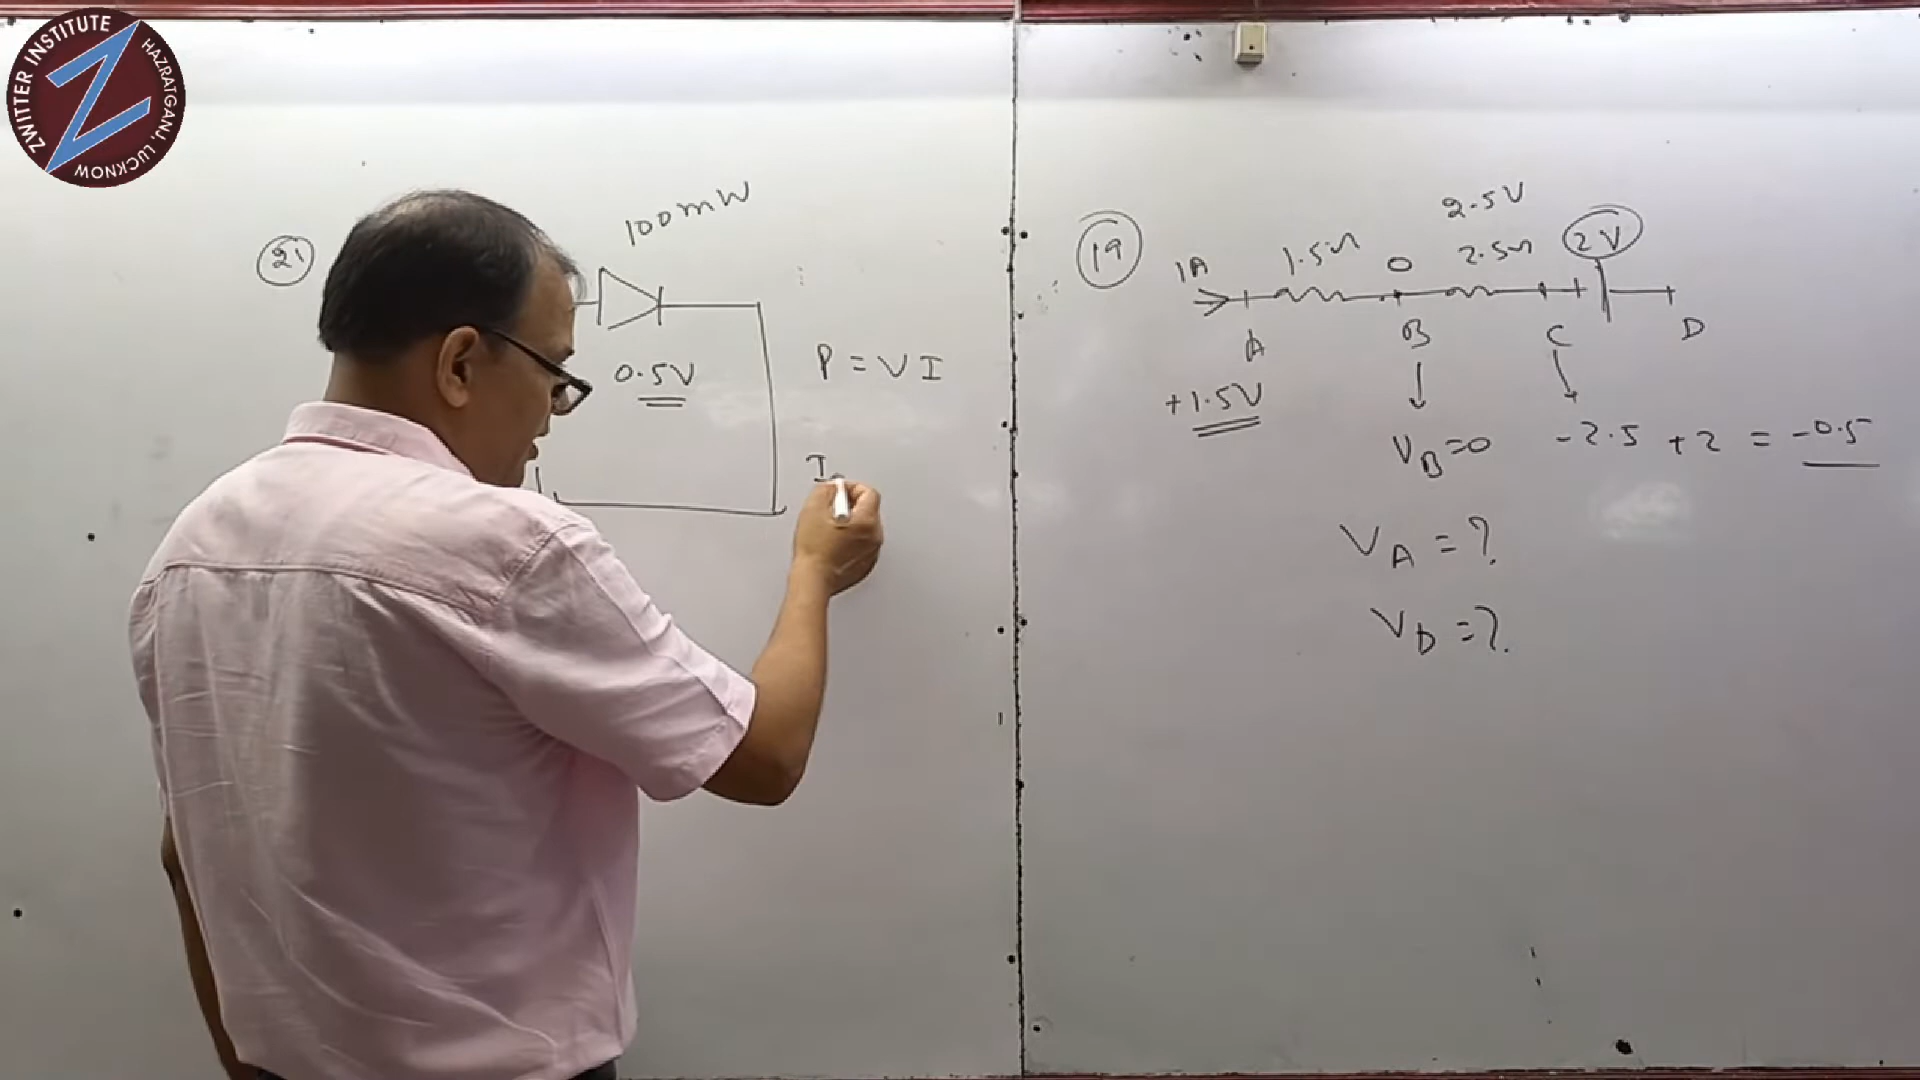 ZWITTER INSTITUTE
HAZRATGANJ, LUCKNOW
Z
21
100mW
0.5V
P = VI
I
19
2.5V
1A
1.5Ω
0
2.5Ω
2V
A
B
C
D
+1.5V
V_B=0
-2.5 + 2 = -0.5
V_A = ?
V_D = ?